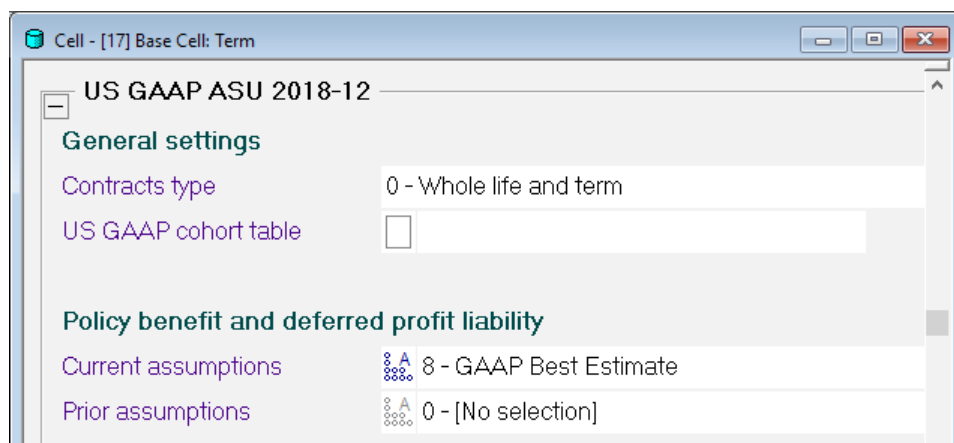 Cell - [17] Base Cell: Term
US GAAP ASU 2018-12
General settings
Contracts type 0 - Whole life and term
US GAAP cohort table
Policy benefit and deferred profit liability
Current assumptions A 8 - GAAP Best Estimate
Prior assumptions A 0 - [No selection]